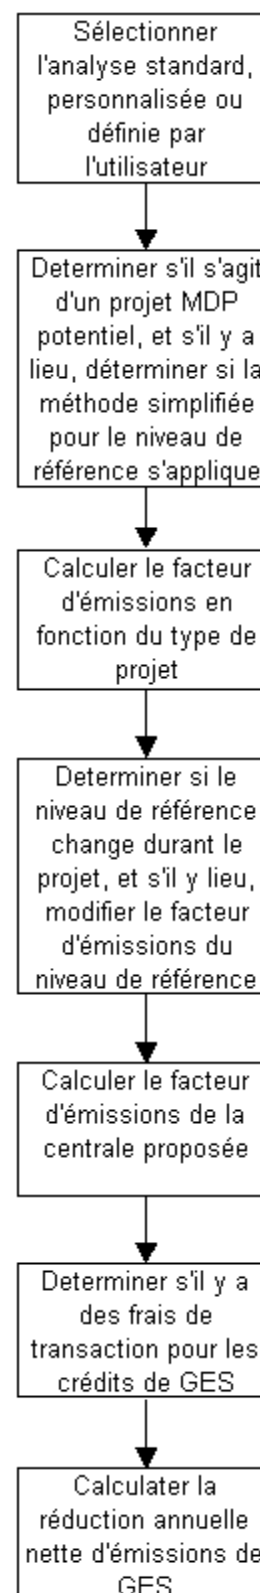 Sélectionner
l'analyse standard,
personnalisée ou
définie par
l'utilisateur
Determiner s'il s'agit
d'un projet MDP
potentiel, et s'il y a
lieu, déterminer si la
méthode simplifiée
pour le niveau de
référence s'applique
Calculer le facteur
d'émissions en
fonction du type de
projet
Determiner si le
niveau de référence
change durant le
projet, et s'il y lieu,
modifier le facteur
d'émissions du
niveau de référence
Calculer le facteur
d'émissions de la
centrale proposée
Determiner s'il y a
des frais de
transaction pour les
crédits de GES
Calculater la
réduction annuelle
nette d'émissions de
GES